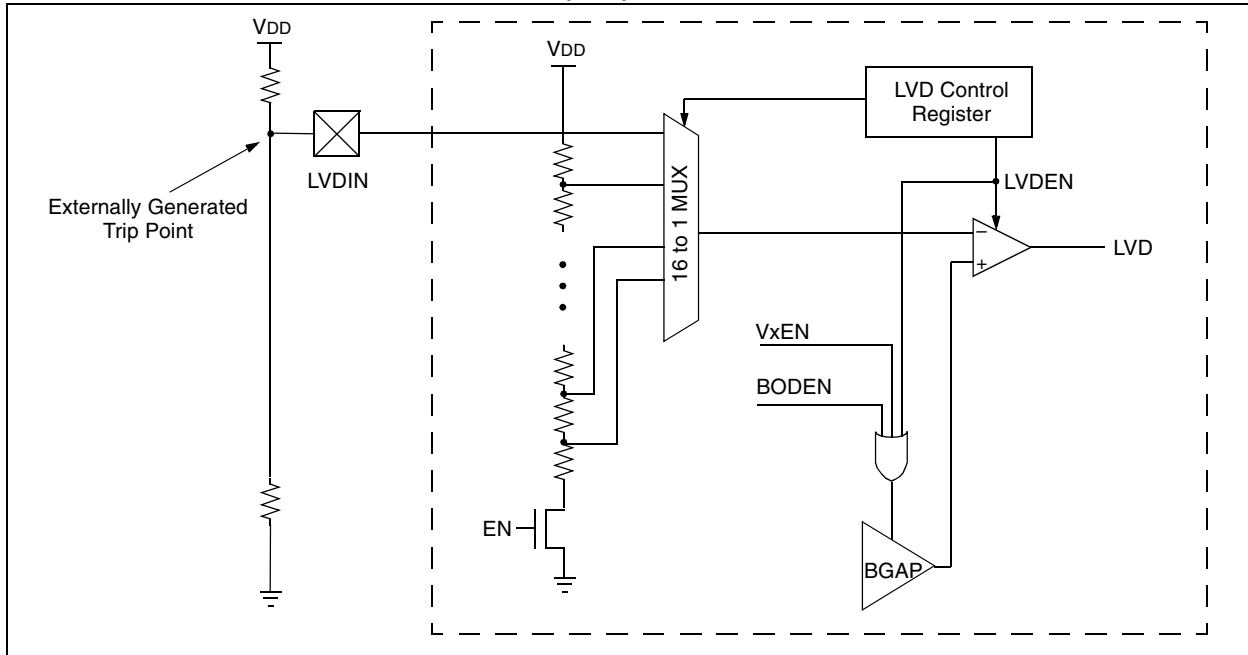 VDD
VDD
LVD Control
Register
LVDIN
LVDEN
Externally Generated
Trip Point
16 to 1 MUX
–
+
LVD
VxEN
BODEN
EN
BGAP